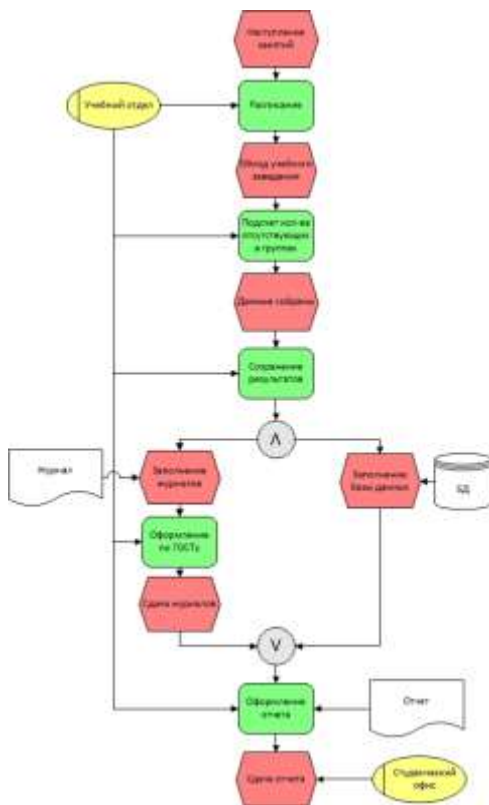 Наступление
занятий
Учебный отдел
Расписание
Обход учебного
заведения
Подсчет кол-ва
отсутствующих
в группах
Данные собраны
Сохранение
результатов
Λ
Журнал
Заполнение
журналов
Заполнение
базы данных
БД
Оформление
по ГОСТу
Сдача журналов
V
Оформление
отчета
Отчет
Сдача отчета
Студенческий
офис